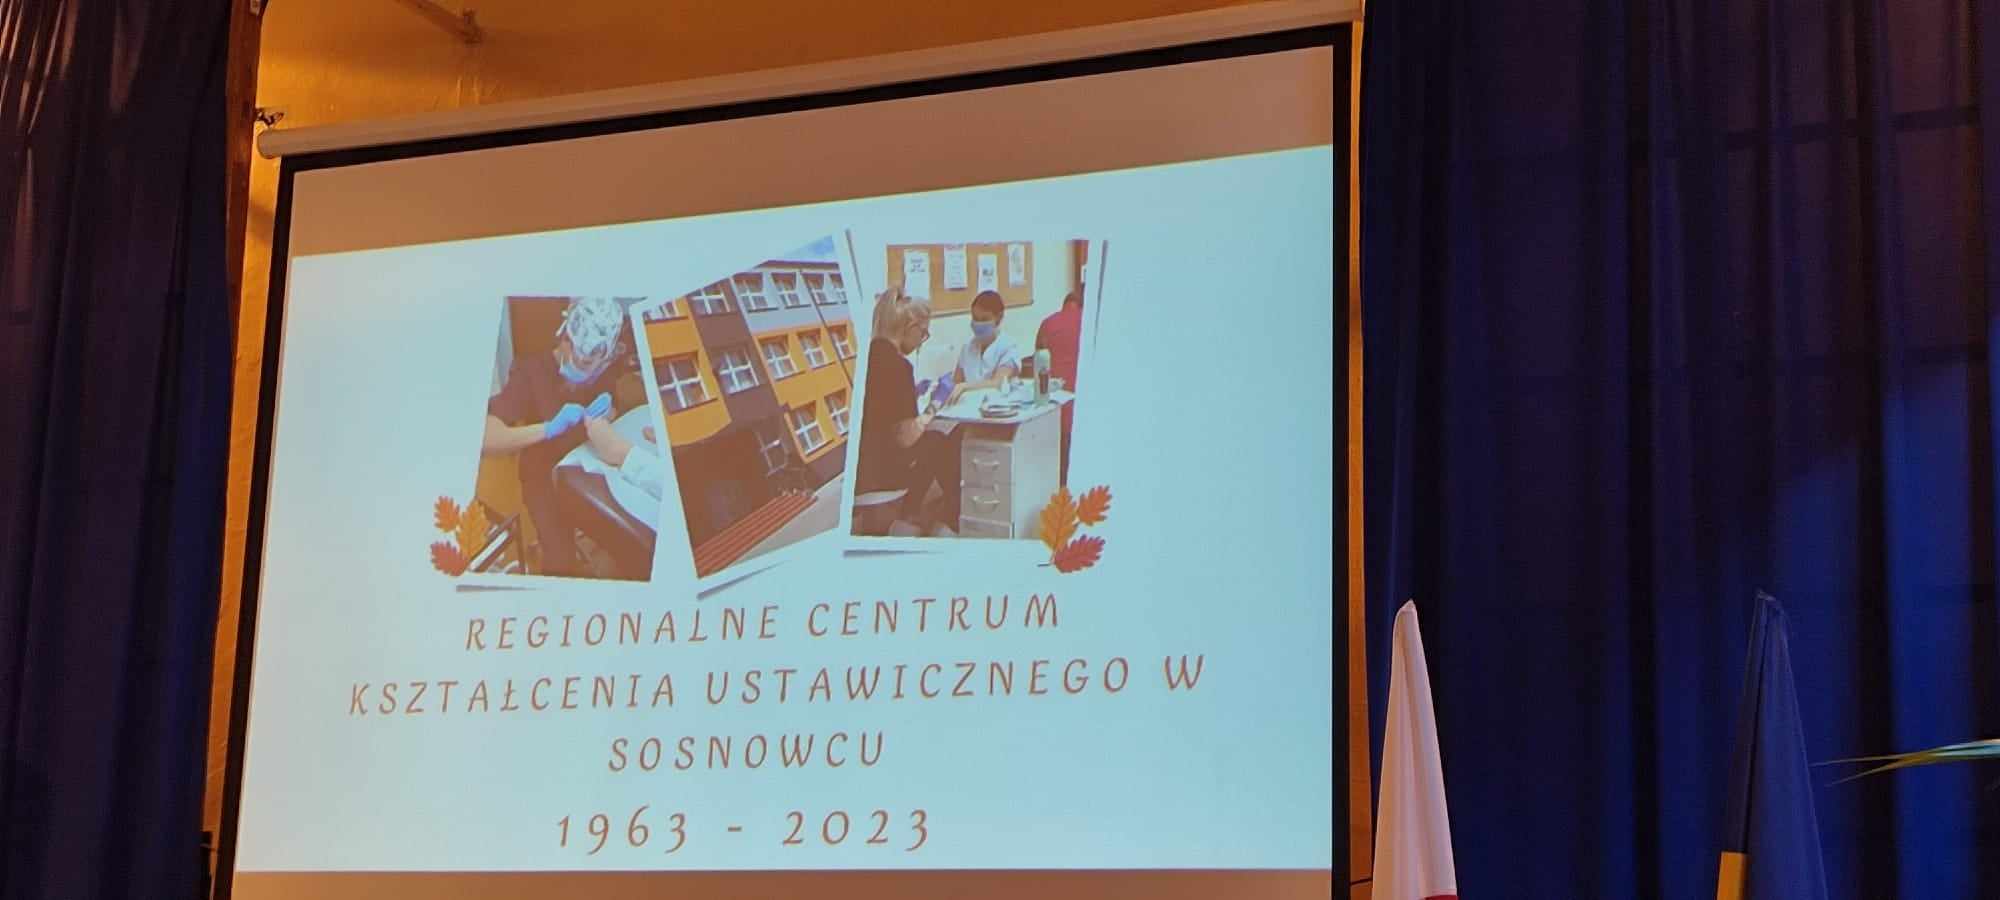 REGIONALNE CENTRUM
KSZTAŁCENIA USTAWICZNEGO W
SOSNOWCU
1963 - 2023